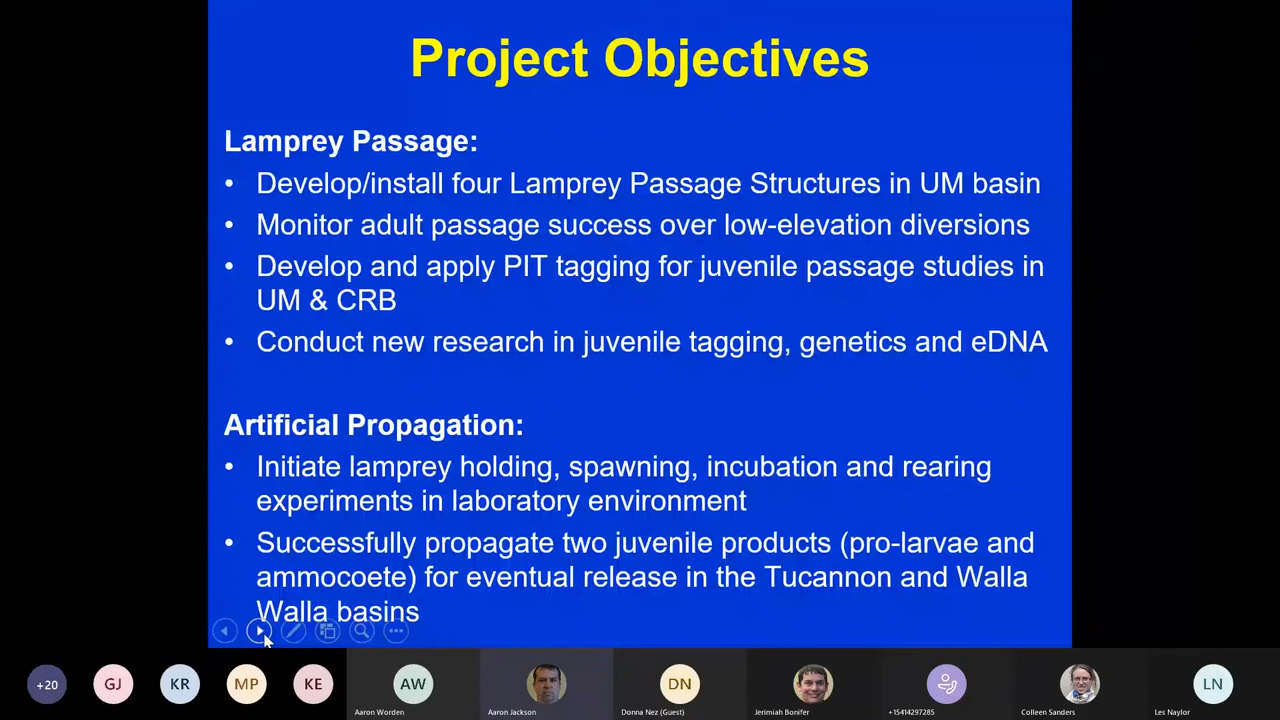 Project Objectives
Lamprey Passage:
• Develop/install four Lamprey Passage Structures in UM basin
• Monitor adult passage success over low-elevation diversions
• Develop and apply PIT tagging for juvenile passage studies in
UM & CRB
• Conduct new research in juvenile tagging, genetics and eDNA
Artificial Propagation:
• Initiate lamprey holding, spawning, incubation and rearing
experiments in laboratory environment
• Successfully propagate two juvenile products (pro-larvae and
ammocoete) for eventual release in the Tucannon and Walla
Walla basins
+20 GJ KR MP KE AW DN LN
Aaron Worden Aaron Jackson Donna Nez (Guest) Jerimiah Bonifer +15414297285 Colleen Sanders Les Naylor